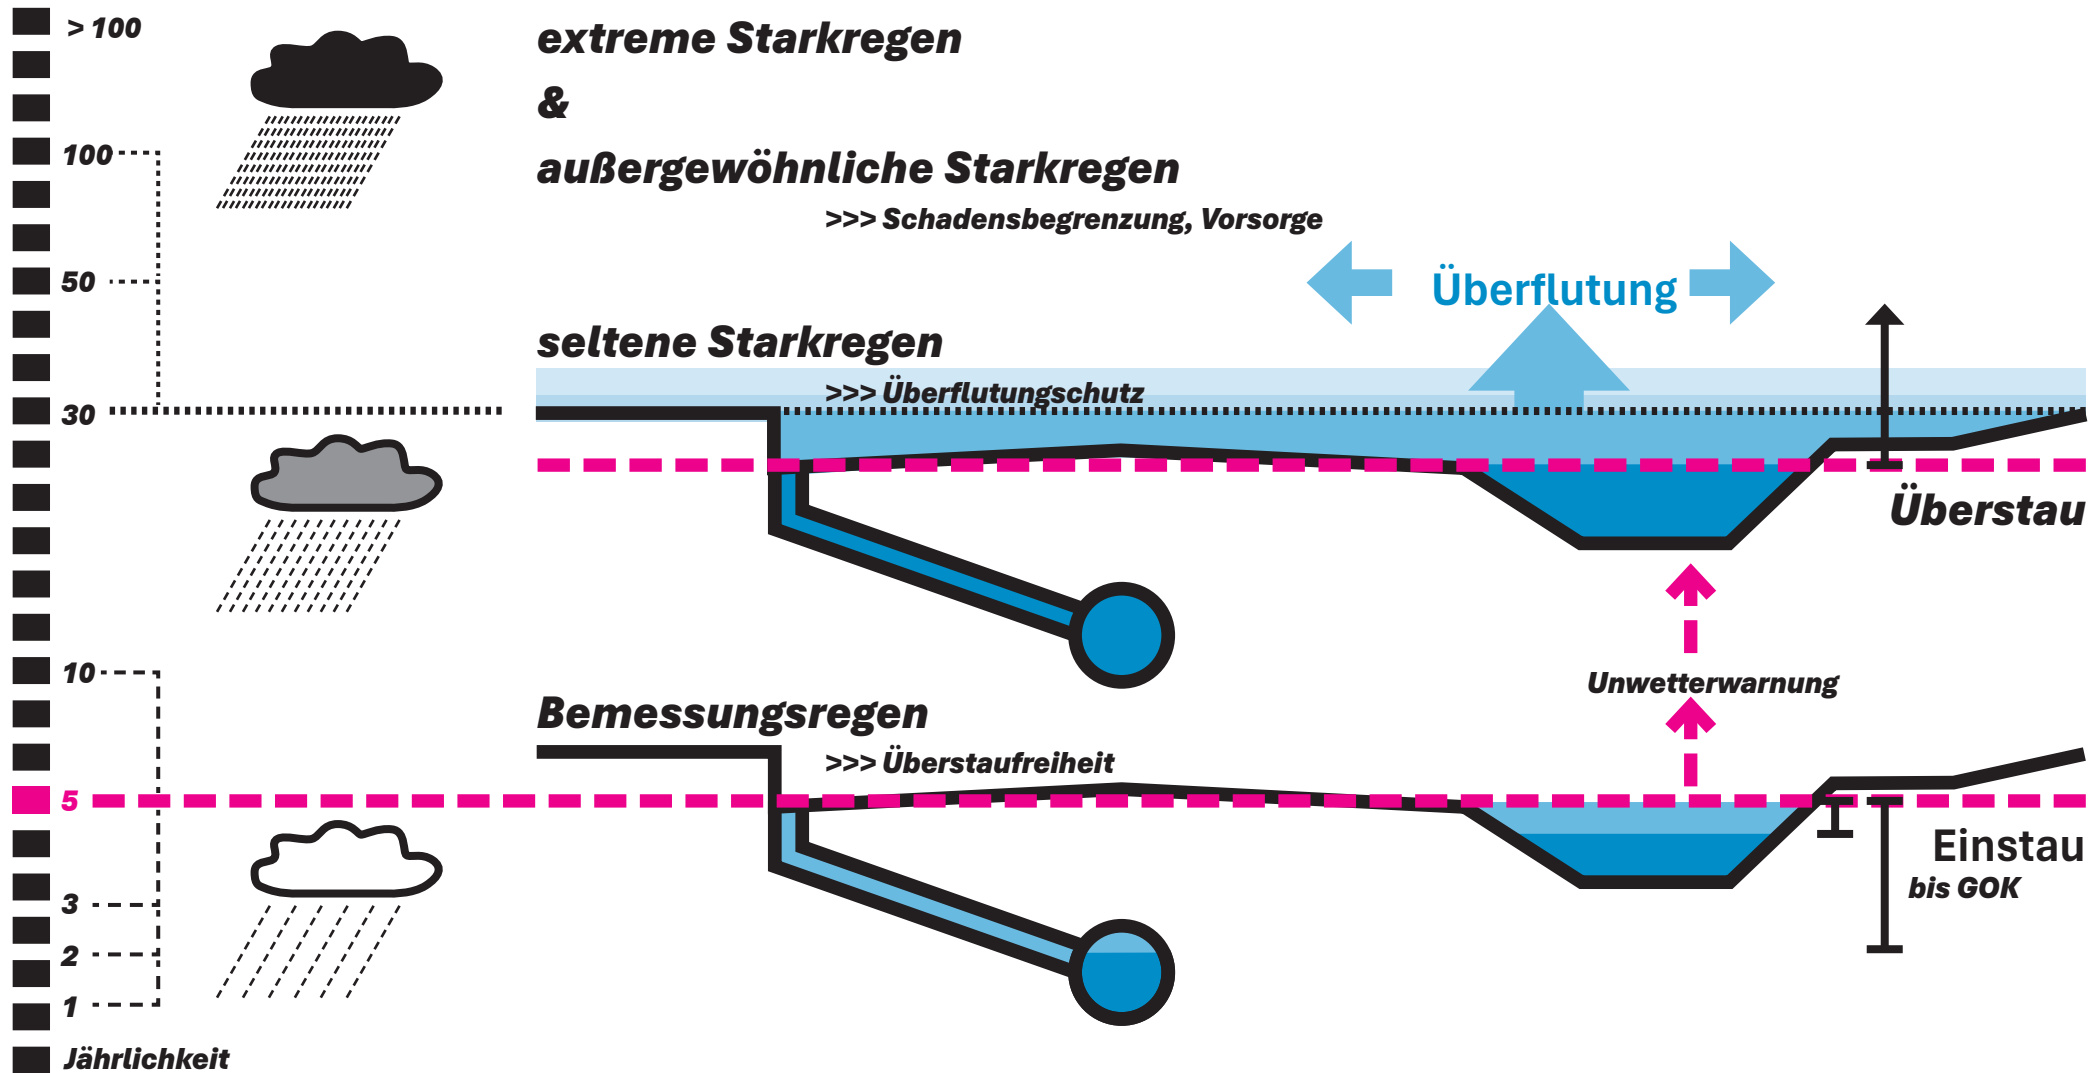 > 100
extreme Starkregen
&
100
außergewöhnliche Starkregen
>>> Schadensbegrenzung, Vorsorge
50
Überflutung
seltene Starkregen
>>> Überflutungschutz
30
Überstau
10
Unwetterwarnung
Bemessungsregen
>>> Überstaufreiheit
5
Einstau
bis GOK
3
2
1
Jährlichkeit